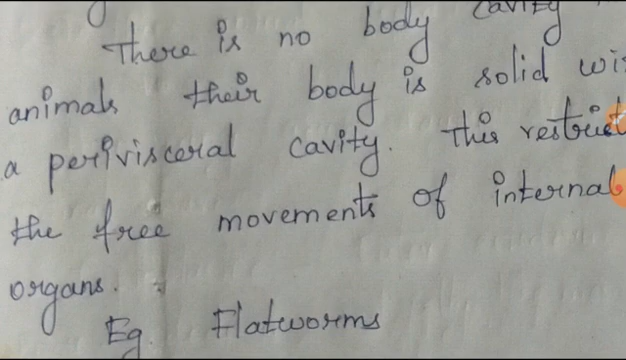 There is no body cavity
animals their body is solid
a perivisceral cavity. This restrict
the free movements of internal
organs.
Eg. Flatworms